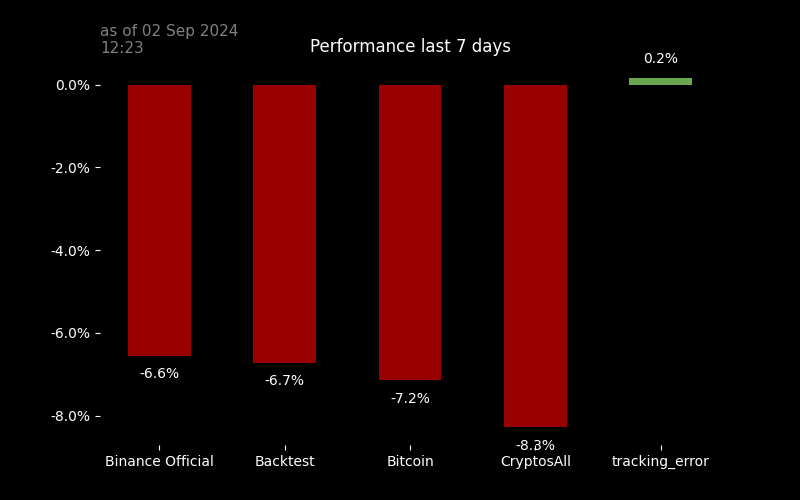 as of 02 Sep 2024
12:23
Performance last 7 days
0.2%
0.0%
-2.0%
-4.0%
-6.0%
-8.0%
-6.6%
-6.7%
-7.2%
-8.3%
Binance Official
Backtest
Bitcoin
CryptosAll
tracking_error